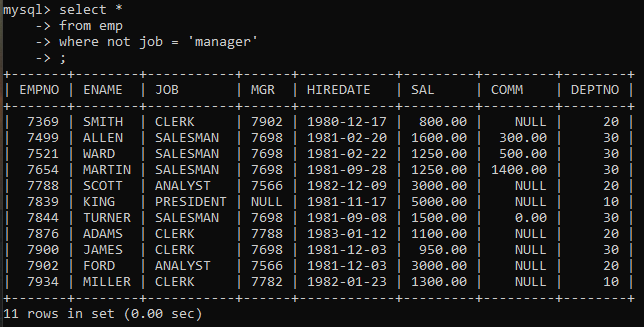 mysql> select *
    -> from emp
    -> where not job = 'manager'
    -> ;
+-------+--------+-----------+------+------------+---------+---------+--------+
| EMPNO | ENAME  | JOB       | MGR  | HIREDATE   | SAL     | COMM    | DEPTNO |
+-------+--------+-----------+------+------------+---------+---------+--------+
|  7369 | SMITH  | CLERK     | 7902 | 1980-12-17 |  800.00 |    NULL |     20 |
|  7499 | ALLEN  | SALESMAN  | 7698 | 1981-02-20 | 1600.00 |  300.00 |     30 |
|  7521 | WARD   | SALESMAN  | 7698 | 1981-02-22 | 1250.00 |  500.00 |     30 |
|  7654 | MARTIN | SALESMAN  | 7698 | 1981-09-28 | 1250.00 | 1400.00 |     30 |
|  7788 | SCOTT  | ANALYST   | 7566 | 1982-12-09 | 3000.00 |    NULL |     20 |
|  7839 | KING   | PRESIDENT | NULL | 1981-11-17 | 5000.00 |    NULL |     10 |
|  7844 | TURNER | SALESMAN  | 7698 | 1981-09-08 | 1500.00 |    0.00 |     30 |
|  7876 | ADAMS  | CLERK     | 7788 | 1983-01-12 | 1100.00 |    NULL |     20 |
|  7900 | JAMES  | CLERK     | 7698 | 1981-12-03 |  950.00 |    NULL |     30 |
|  7902 | FORD   | ANALYST   | 7566 | 1981-12-03 | 3000.00 |    NULL |     20 |
|  7934 | MILLER | CLERK     | 7782 | 1982-01-23 | 1300.00 |    NULL |     10 |
+-------+--------+-----------+------+------------+---------+---------+--------+
11 rows in set (0.00 sec)